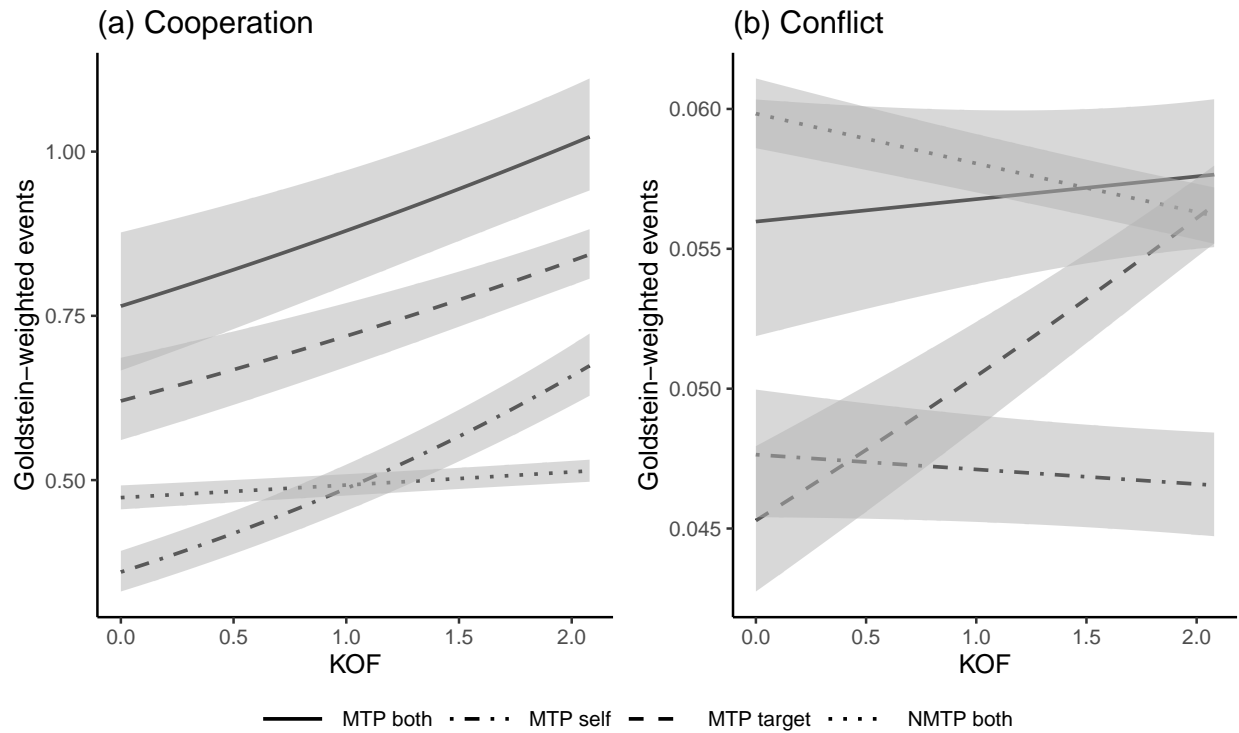 (a) Cooperation
Goldstein−weighted events
1.00
0.75
0.50
0.0 0.5 1.0 1.5 2.0
KOF
(b) Conflict
Goldstein−weighted events
0.060
0.055
0.050
0.045
0.0 0.5 1.0 1.5 2.0
KOF
MTP both MTP self MTP target NMTP both